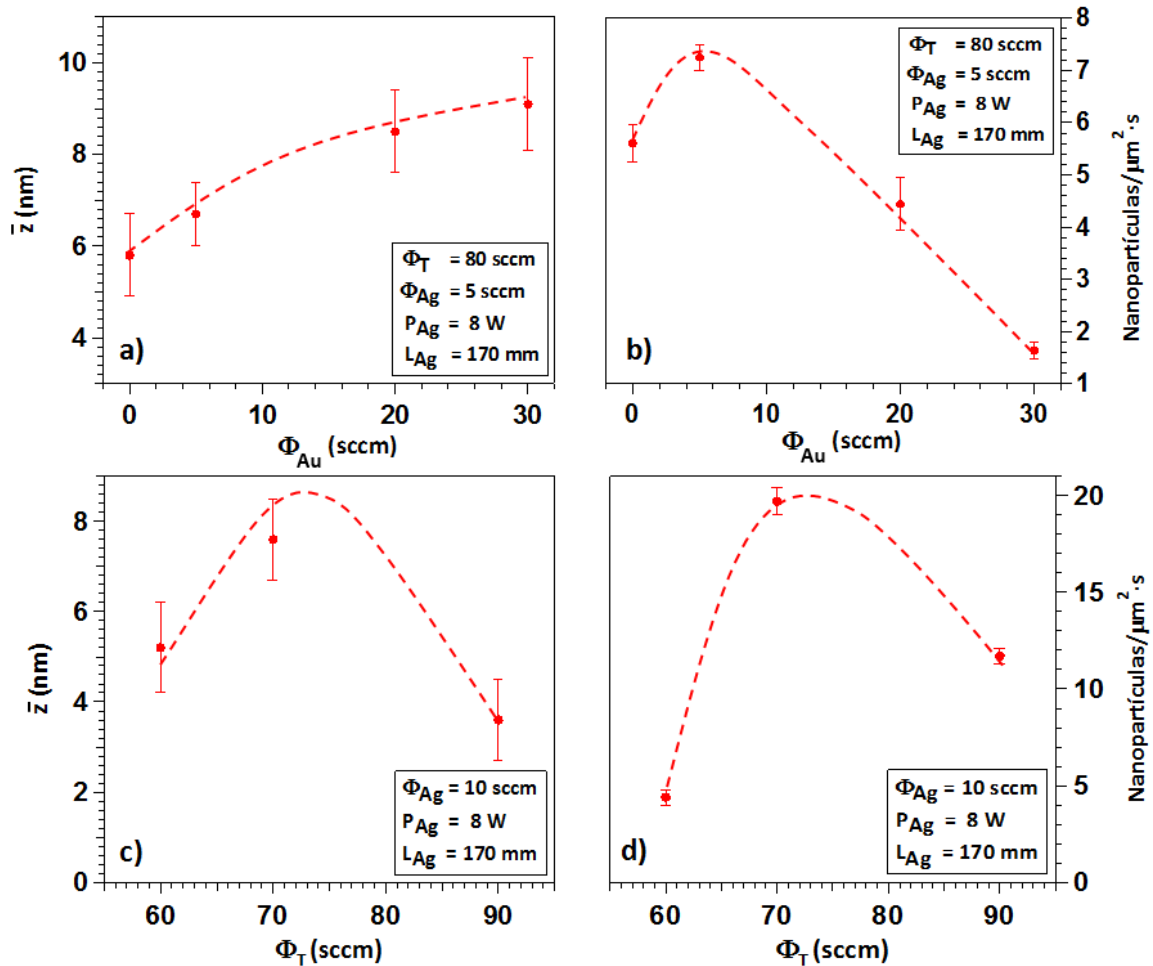 10
8
6
4
z̄ (nm)
Φ_T = 80 sccm
Φ_Ag = 5 sccm
P_Ag = 8 W
L_Ag = 170 mm
a)
0 10 20 30
Φ_Au (sccm)
Φ_T = 80 sccm
Φ_Ag = 5 sccm
P_Ag = 8 W
L_Ag = 170 mm
b)
8
7
6
5
4
3
2
1
Nanopartículas/μm²·s
0 10 20 30
Φ_Au (sccm)
8
6
4
2
0
z̄ (nm)
Φ_Ag = 10 sccm
P_Ag = 8 W
L_Ag = 170 mm
c)
60 70 80 90
Φ_T (sccm)
20
15
10
5
0
Nanopartículas/μm²·s
Φ_Ag = 10 sccm
P_Ag = 8 W
L_Ag = 170 mm
d)
60 70 80 90
Φ_T (sccm)